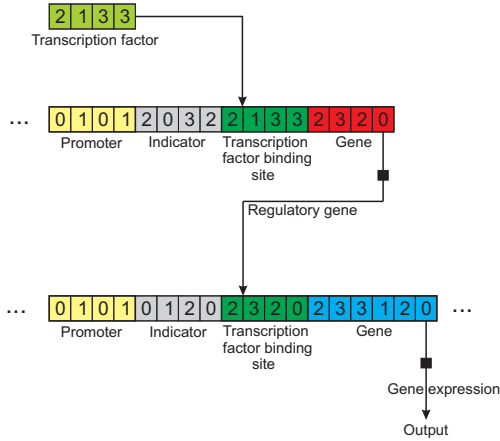 2 1 3 3
Transcription factor
... 0 1 0 1 2 0 3 2 2 1 3 3 2 3 2 0
Promoter Indicator Transcription Gene
factor binding
site
Regulatory gene
... 0 1 0 1 0 1 2 0 2 3 2 0 2 3 3 1 2 0 ...
Promoter Indicator Transcription Gene
factor binding
site
Gene expression
Output